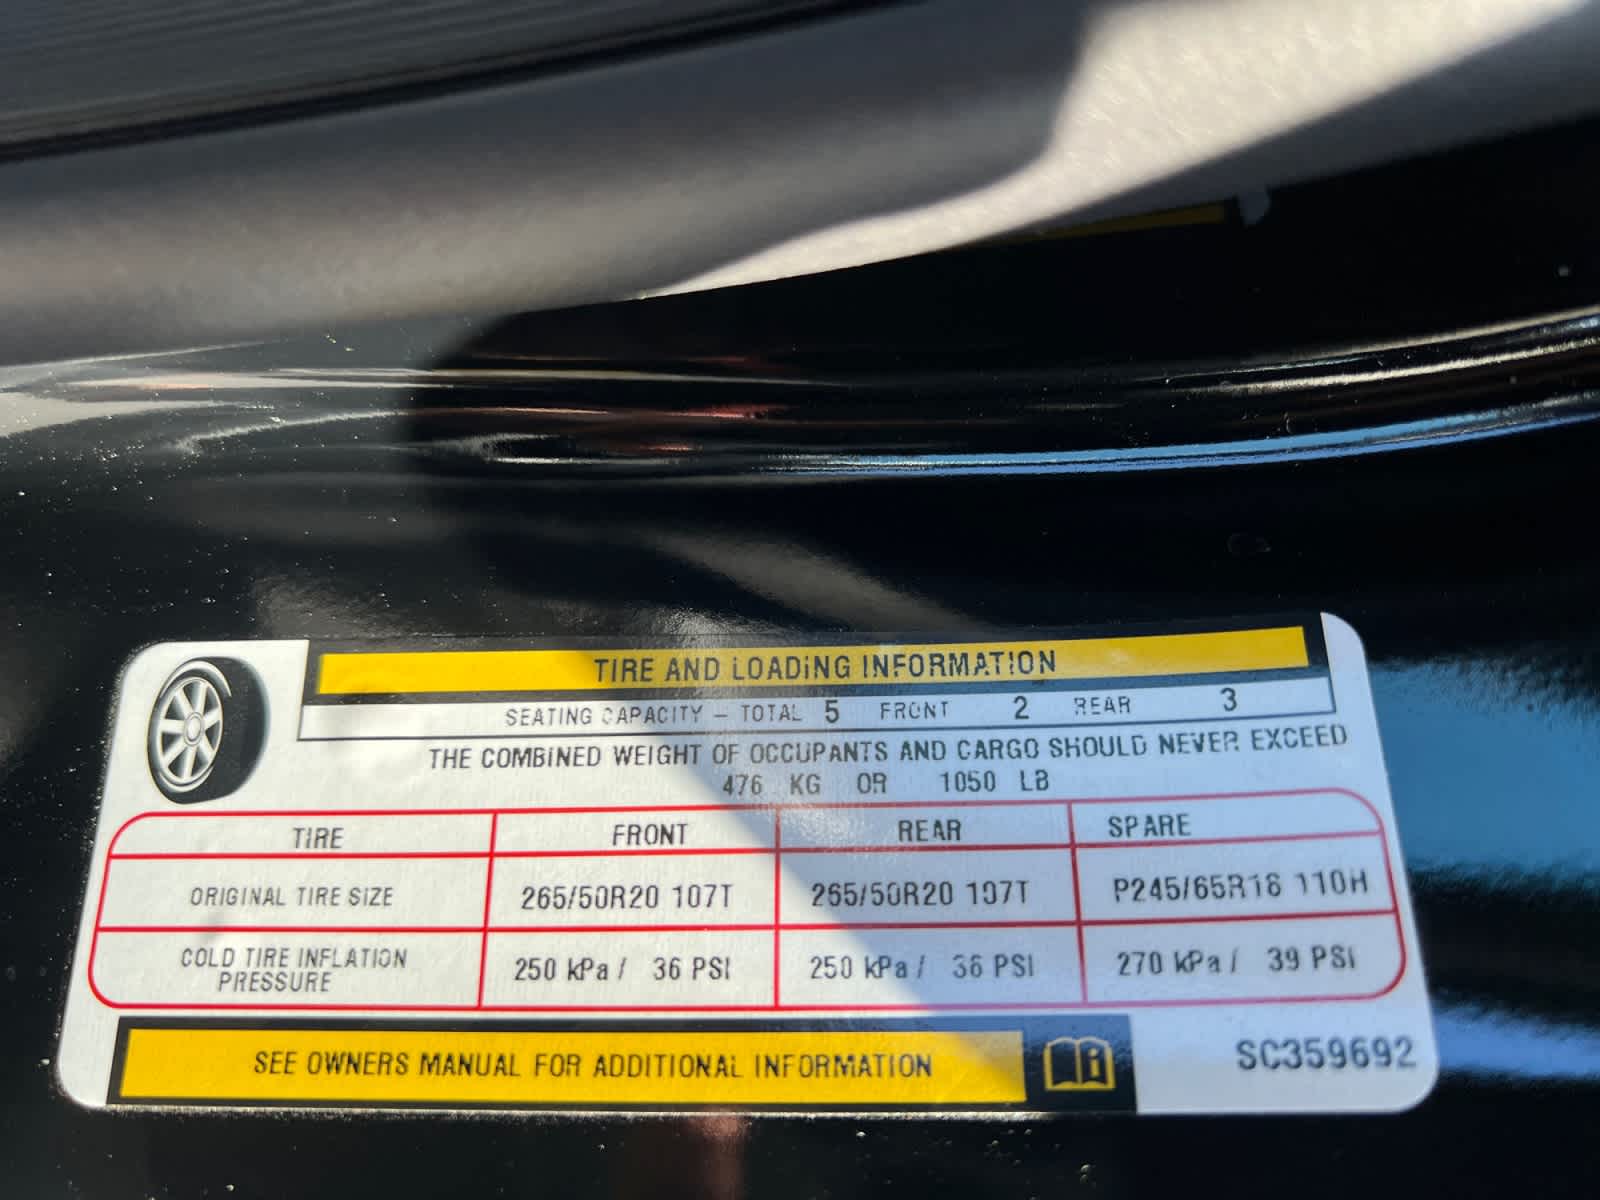 TIRE AND LOADING INFORMATION
SEATING CAPACITY – TOTAL 5 FRONT 2 REAR 3
THE COMBINED WEIGHT OF OCCUPANTS AND CARGO SHOULD NEVER EXCEED
476 KG OR 1050 LB
TIRE FRONT REAR SPARE
ORIGINAL TIRE SIZE 265/50R20 107T 265/50R20 107T P245/65R18 110H
COLD TIRE INFLATION
PRESSURE 250 kPa / 36 PSI 250 kPa / 36 PSI 270 kPa / 39 PSI
SEE OWNERS MANUAL FOR ADDITIONAL INFORMATION
SC359692